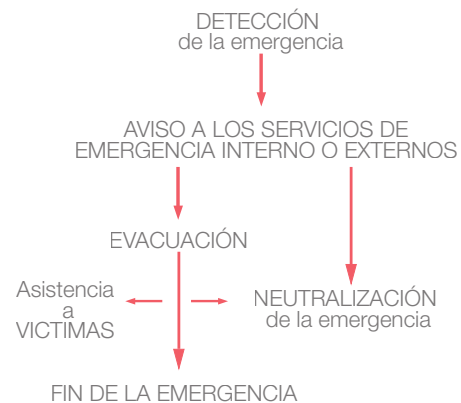 DETECCIÓN
de la emergencia
AVISO A LOS SERVICIOS DE
EMERGENCIA INTERNO O EXTERNOS
EVACUACIÓN
Asistencia
a
VICTIMAS
NEUTRALIZACIÓN
de la emergencia
FIN DE LA EMERGENCIA